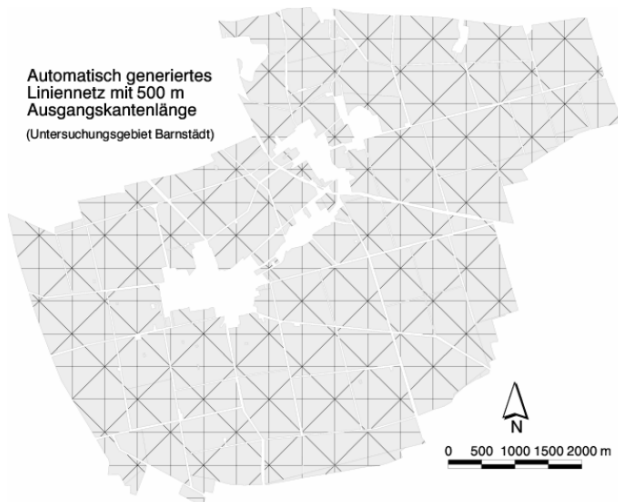 Automatisch generiertes
Liniennetz mit 500 m
Ausgangskantenlänge
(Untersuchungsgebiet Barnstädt)
N
0 500 1000 1500 2000 m